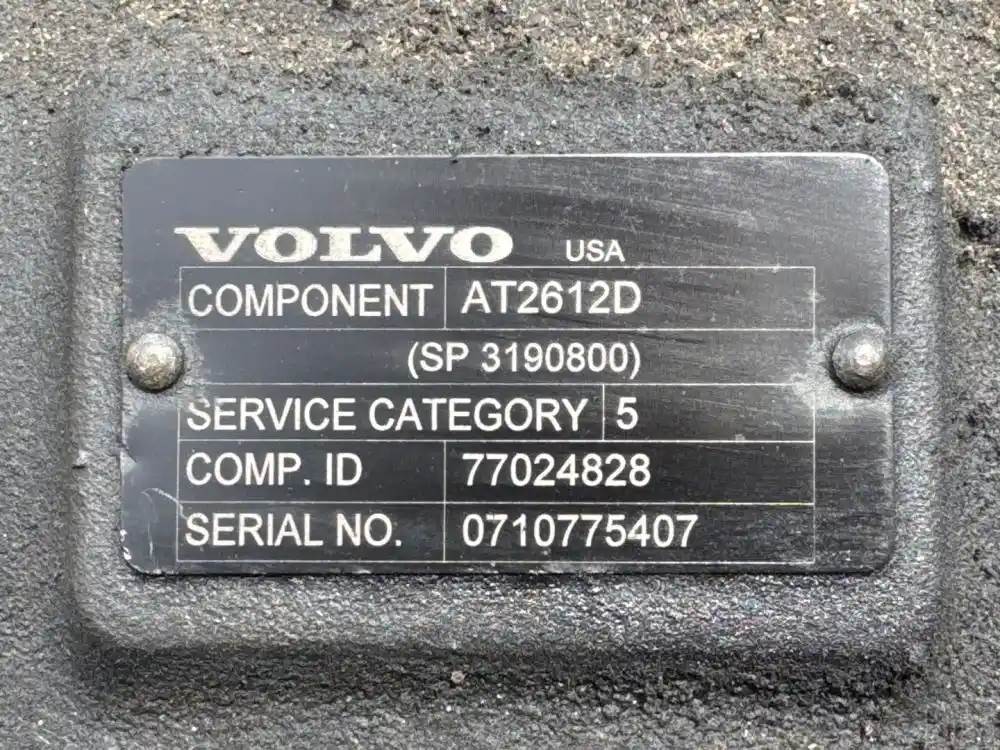 VOLVO USA
COMPONENT AT2612D
(SP 3190800)
SERVICE CATEGORY 5
COMP. ID 77024828
SERIAL NO. 0710775407